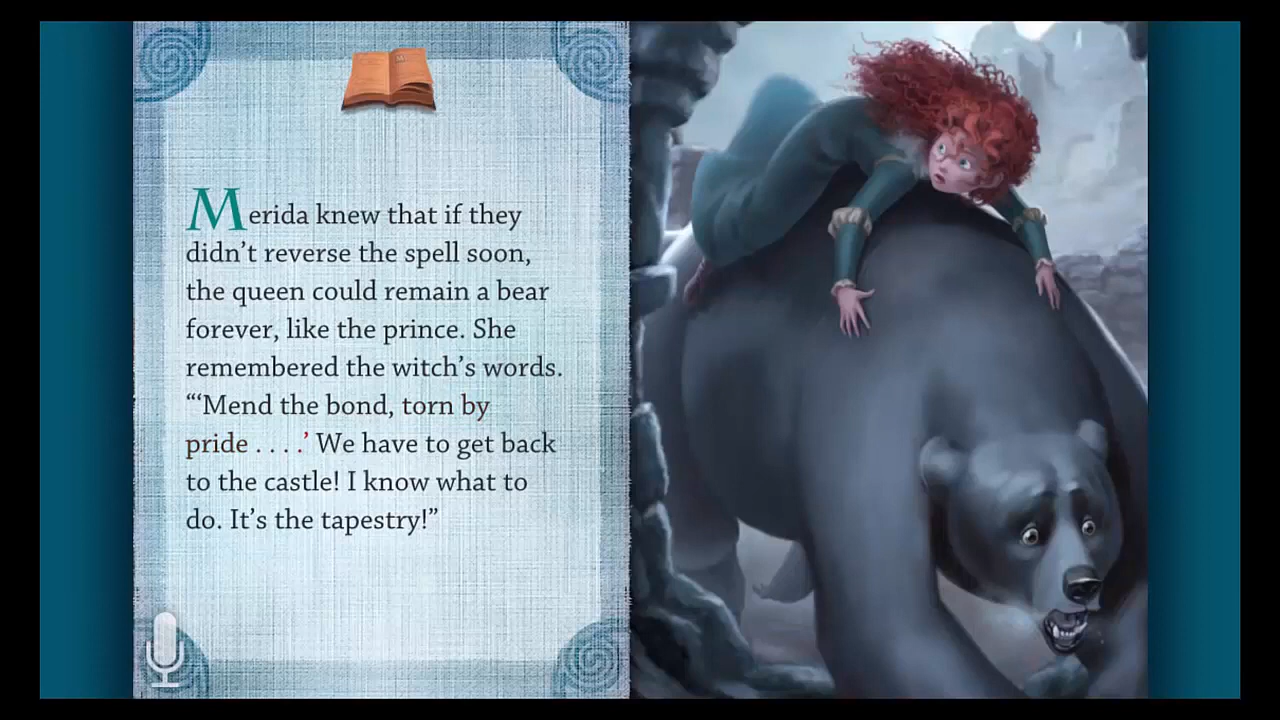 Merida knew that if they
didn’t reverse the spell soon,
the queen could remain a bear
forever, like the prince. She
remembered the witch’s words.
“‘Mend the bond, torn by
pride . . . .’ We have to get back
to the castle! I know what to
do. It’s the tapestry!”